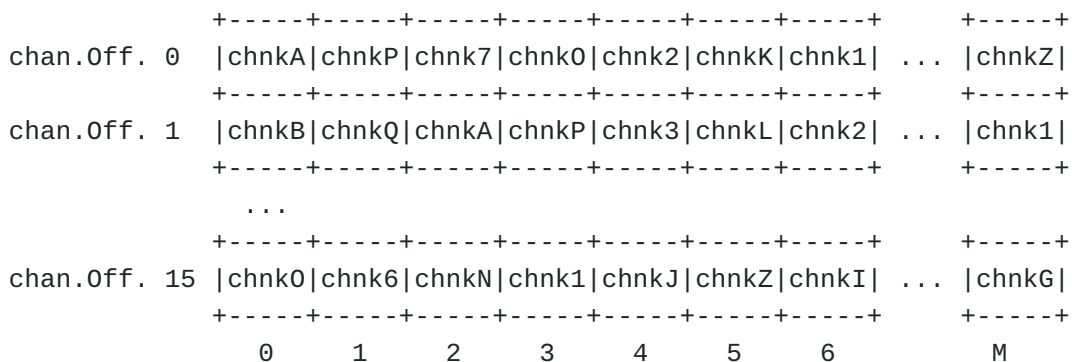 +-----+-----+-----+-----+-----+-----+-----+     +-----+
chan.Off. 0  |chnkA|chnkP|chnk7|chnkO|chnk2|chnkK|chnk1| ... |chnkZ|
             +-----+-----+-----+-----+-----+-----+-----+     +-----+
chan.Off. 1  |chnkB|chnkQ|chnkA|chnkP|chnk3|chnkL|chnk2| ... |chnk1|
             +-----+-----+-----+-----+-----+-----+-----+     +-----+
               ...
             +-----+-----+-----+-----+-----+-----+-----+     +-----+
chan.Off. 15 |chnkO|chnk6|chnkN|chnk1|chnkJ|chnkZ|chnkI| ... |chnkG|
             +-----+-----+-----+-----+-----+-----+-----+     +-----+
                0     1     2     3     4     5     6          M